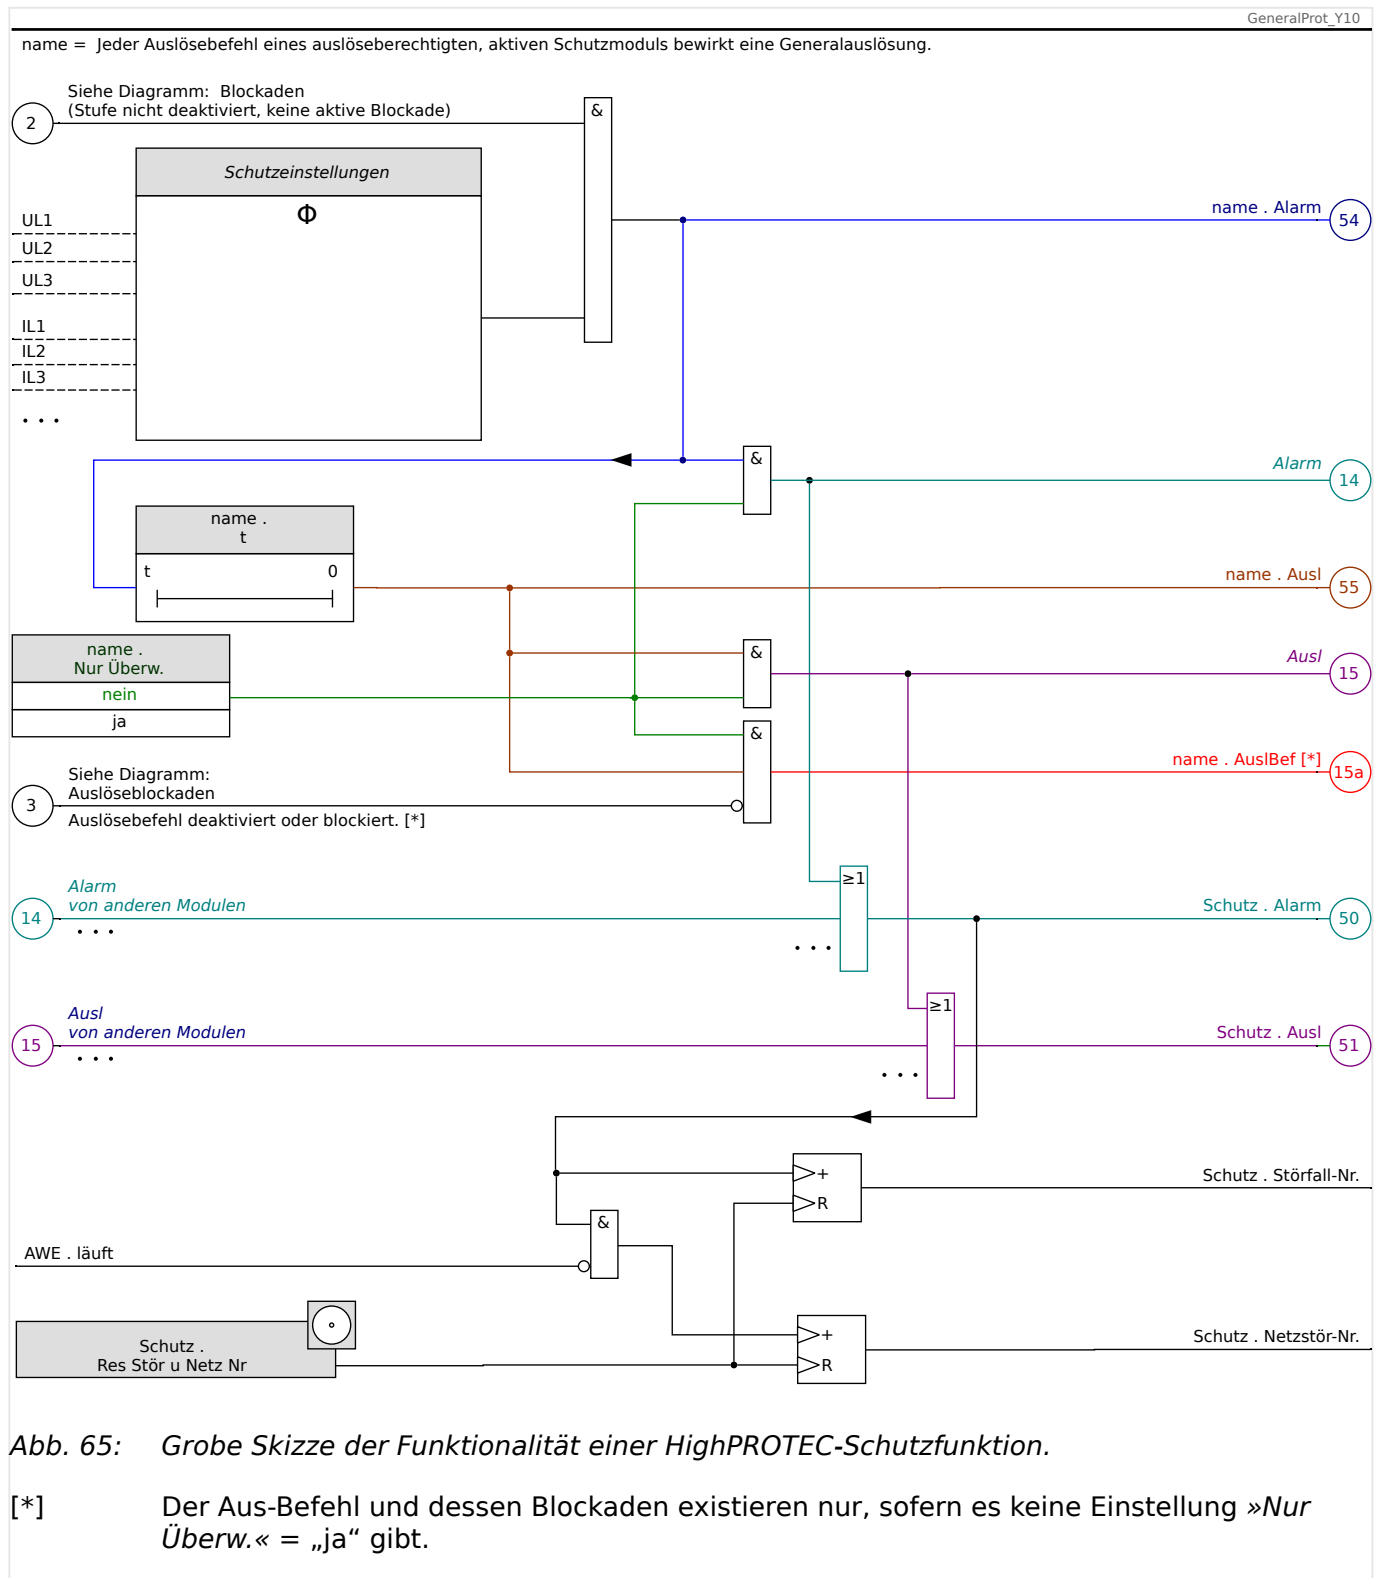 GeneralProt_Y10
name = Jeder Auslösebefehl eines auslöseberechtigten, aktiven Schutzmoduls bewirkt eine Generalauslösung.
Siehe Diagramm: Blockaden
(Stufe nicht deaktiviert, keine aktive Blockade)
2
&
Schutzeinstellungen
Φ
UL1
UL2
UL3
IL1
IL2
IL3
. . .
name . Alarm
54
&
Alarm
14
name .
t
t 0
name . Ausl
55
name .
Nur Überw.
nein
ja
&
Ausl
15
&
name . AuslBef [*]
15a
Siehe Diagramm:
Auslöseblockaden
3
Auslösebefehl deaktiviert oder blockiert. [*]
≥1
Alarm
von anderen Modulen
14
. . .
. . .
Schutz . Alarm
50
≥1
Ausl
von anderen Modulen
15
. . .
. . .
Schutz . Ausl
51
+
R
Schutz . Störfall-Nr.
&
AWE . läuft
Schutz .
Res Stör u Netz Nr
+
R
Schutz . Netzstör-Nr.
Abb. 65: Grobe Skizze der Funktionalität einer HighPROTEC-Schutzfunktion.
[*] Der Aus-Befehl und dessen Blockaden existieren nur, sofern es keine Einstellung »Nur
Überw.« = „ja“ gibt.